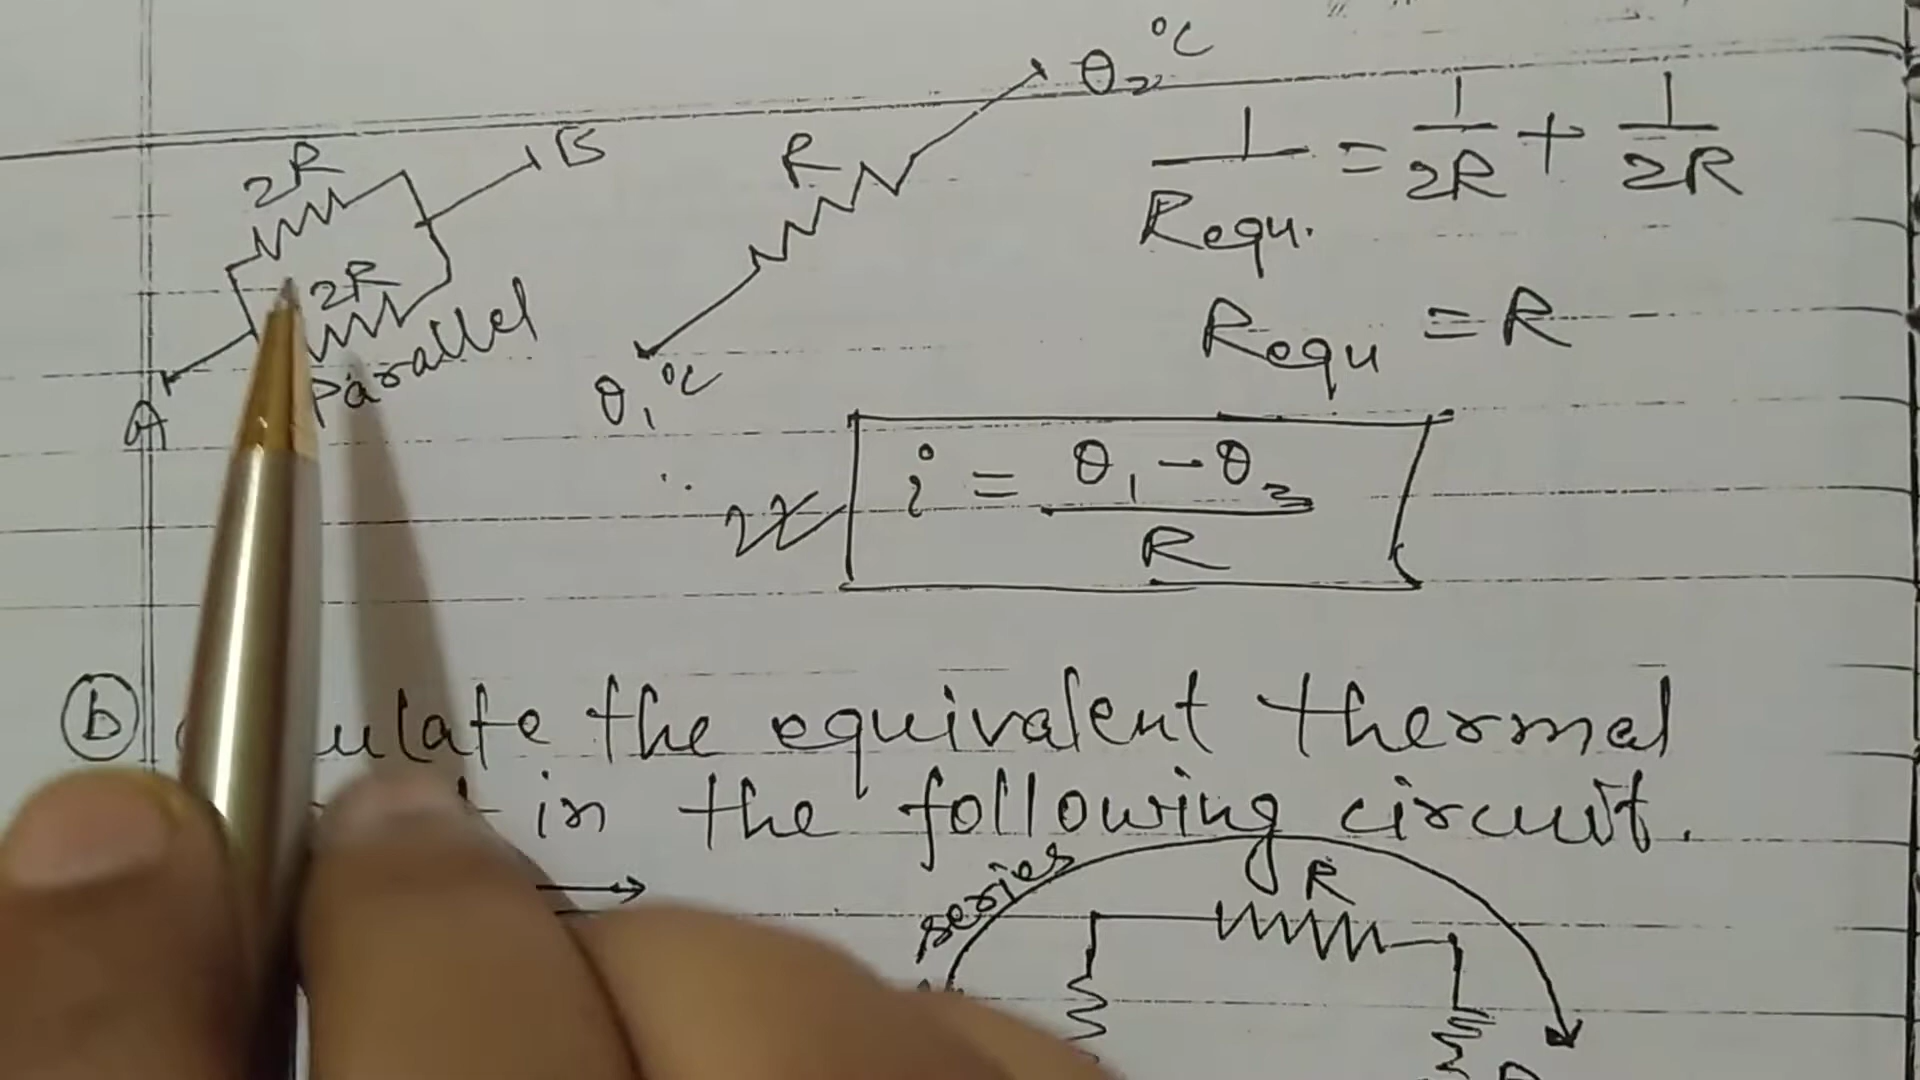 2R
B
2R
Parallel
A
R
θ₂ °C
θ₁ °C
1/Requ. = 1/2R + 1/2R
Requ = R
i = θ₁ - θ₂ / R
(b) ulate the equivalent thermal
in the following circuit.
series
R